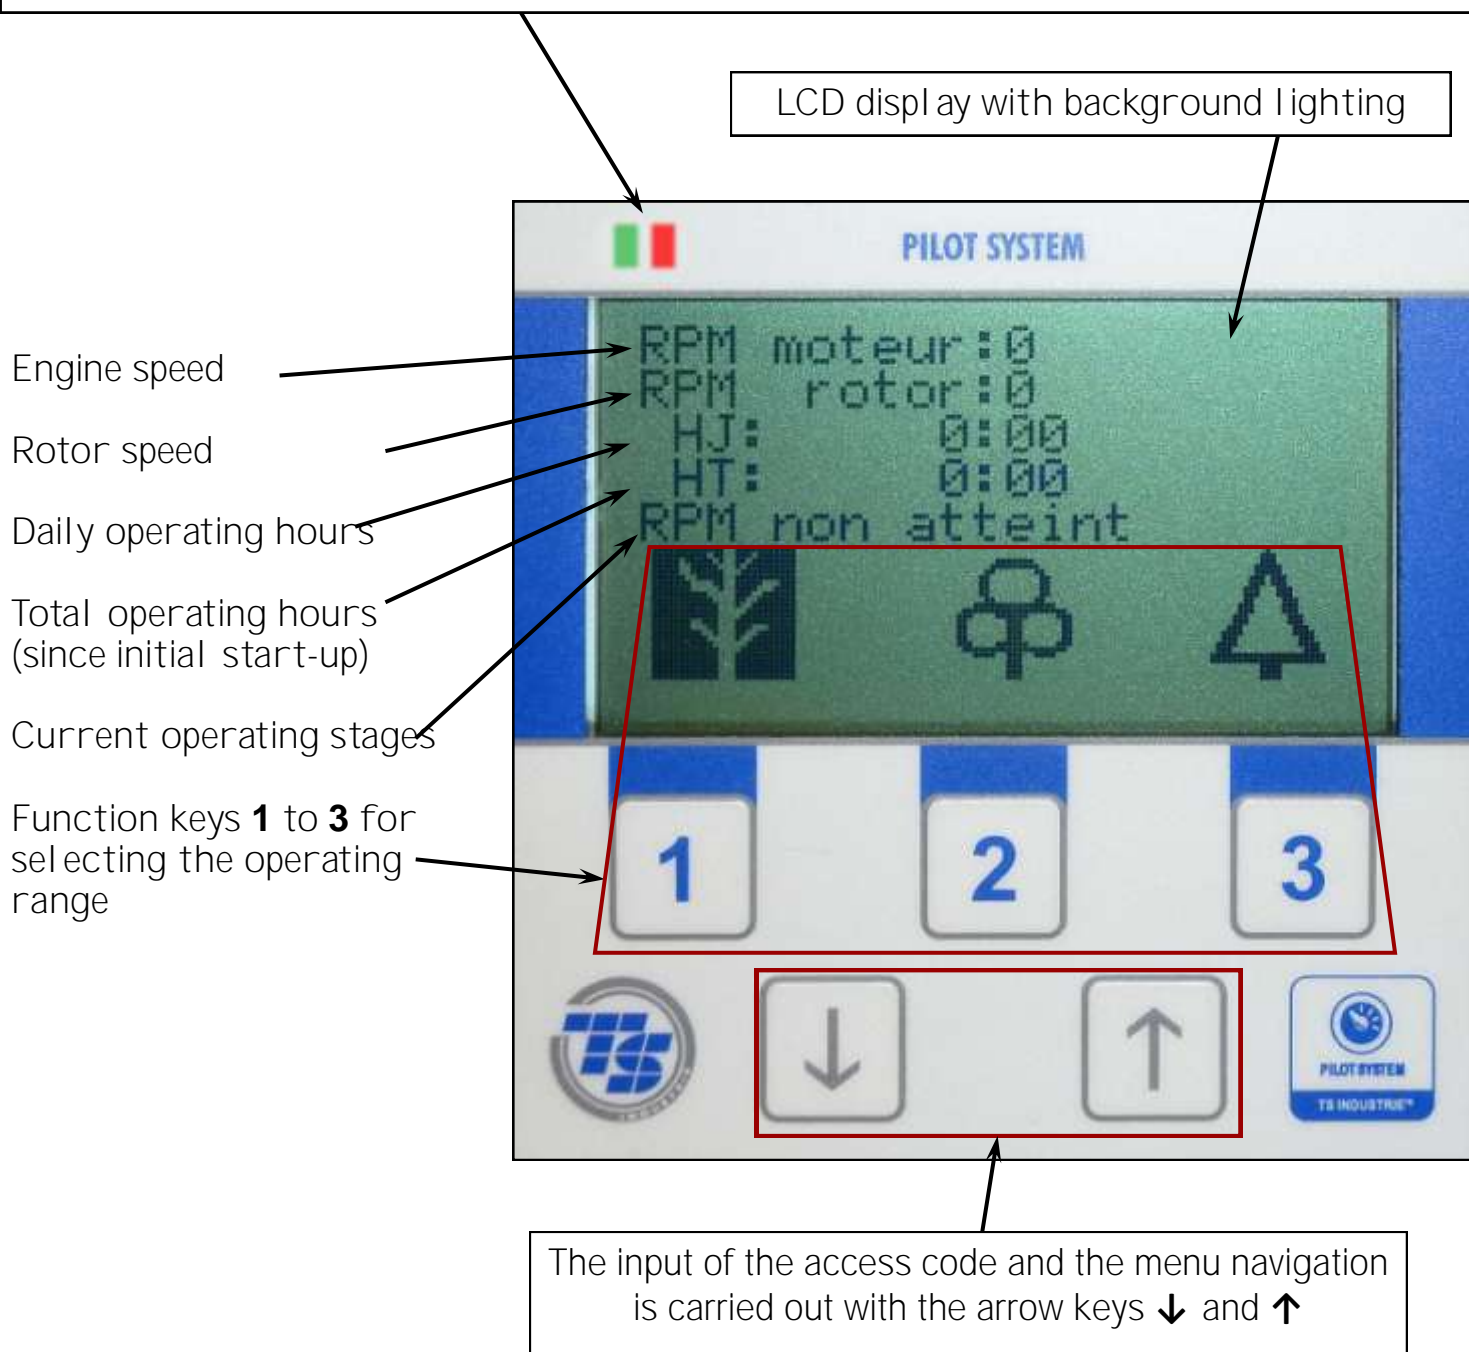 LCD display with background lighting
PILOT SYSTEM
RPM moteur:0
RPM rotor:0
HJ: 0:00
HT: 0:00
RPM non atteint
Engine speed
Rotor speed
Daily operating hours
Total operating hours
(since initial start-up)
Current operating stages
Function keys 1 to 3 for
selecting the operating
range
1 2 3
TS
INDUSTRIE
↓ ↑
PILOT SYSTEM
TS INDUSTRIE™
The input of the access code and the menu navigation
is carried out with the arrow keys ↓ and ↑